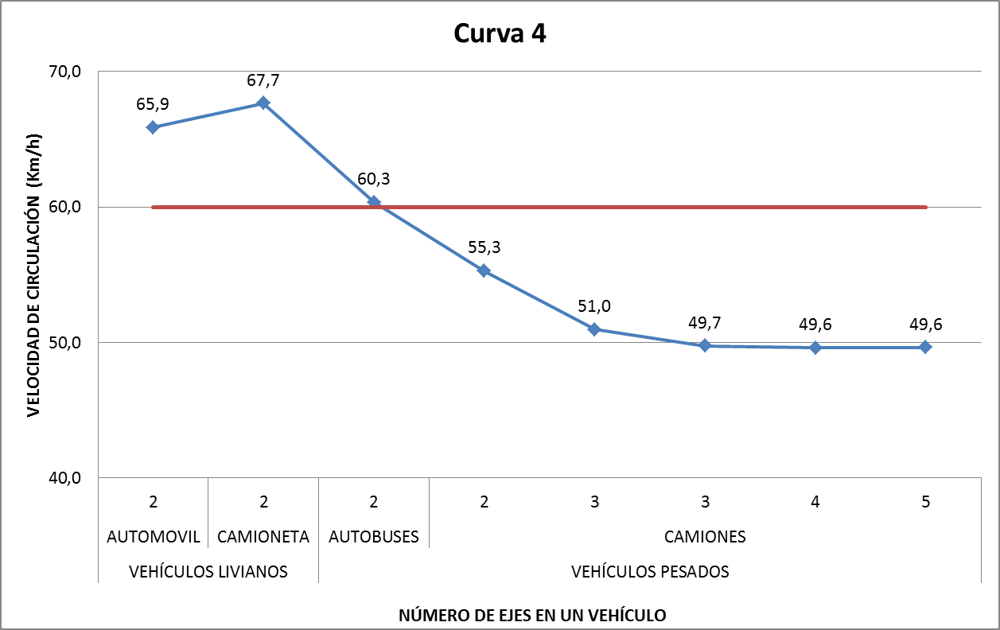 Curva 4
70,0
60,0
50,0
40,0
VELOCIDAD DE CIRCULACIÓN (Km/h)
65,9
67,7
60,3
55,3
51,0
49,7
49,6
49,6
2 2 2 2 3 3 4 5
AUTOMOVIL CAMIONETA AUTOBUSES CAMIONES
VEHÍCULOS LIVIANOS VEHÍCULOS PESADOS
NÚMERO DE EJES EN UN VEHÍCULO